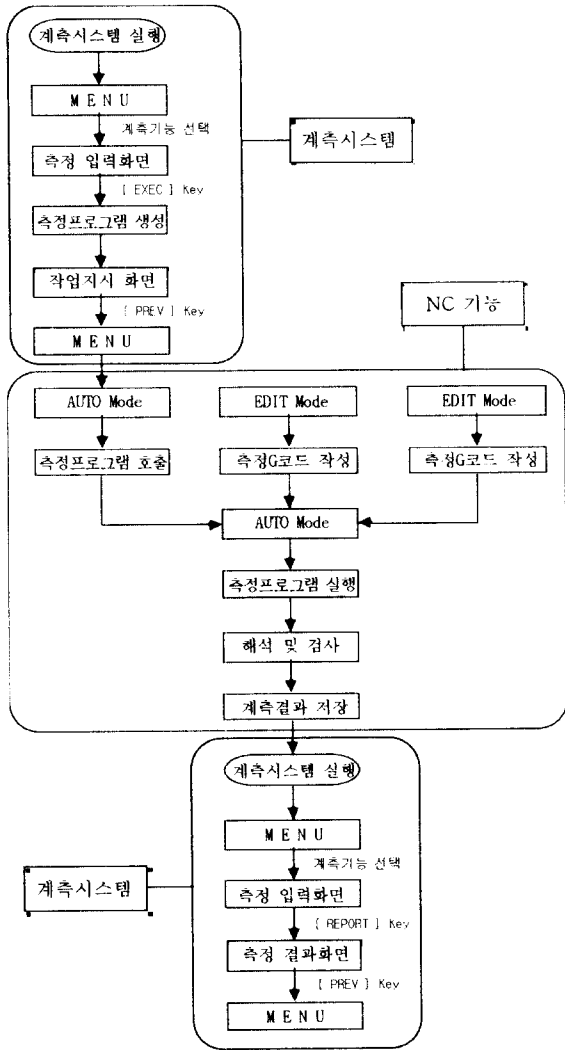 계측시스템 실행
M E N U
계측기능 선택
측정 입력화면
[ EXEC ] Key
측정프로그램 생성
작업지시 화면
[ PREV ] Key
M E N U
계측시스템
NC 기능
AUTO Mode
EDIT Mode
EDIT Mode
측정프로그램 호출
측정G코드 작성
측정G코드 작성
AUTO Mode
측정프로그램 실행
해석 및 검사
계측결과 저장
계측시스템 실행
M E N U
계측기능 선택
계측시스템
측정 입력화면
[ REPORT ] Key
측정 결과화면
[ PREV ] Key
M E N U